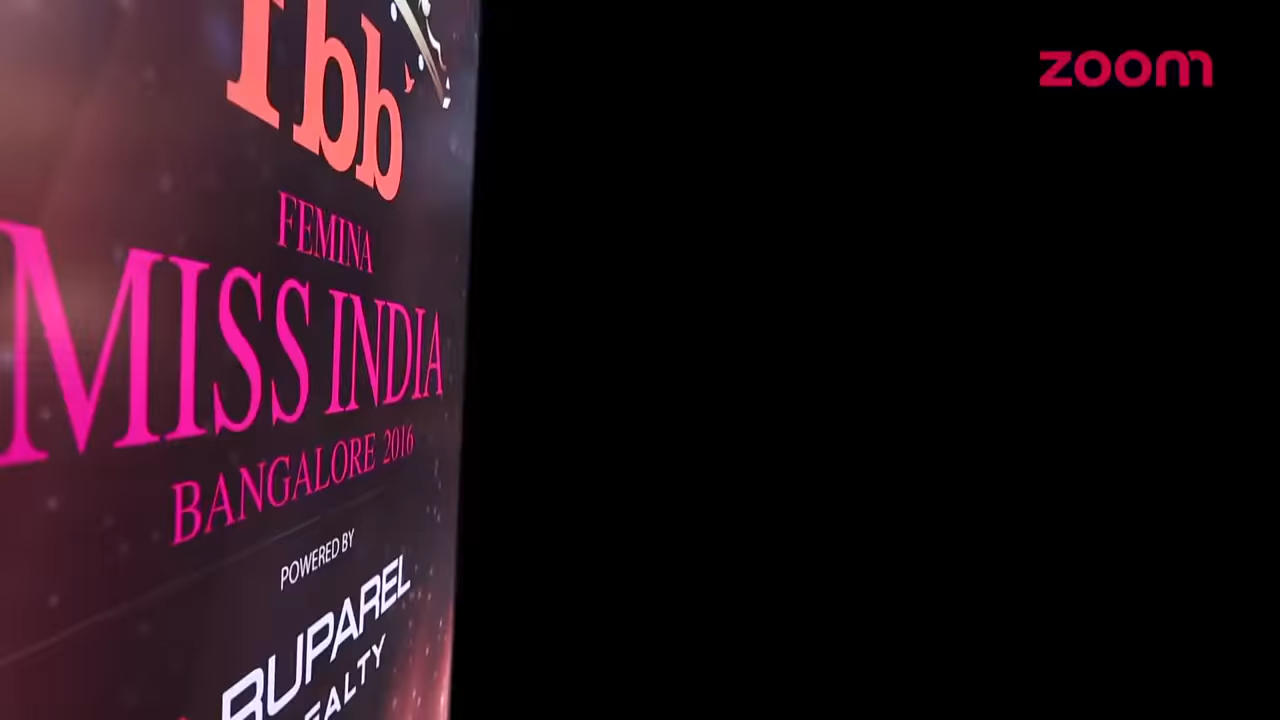 zoom
fbb
FEMINA
MISS INDIA
BANGALORE 2016
POWERED BY
RUPAREL
REALTY